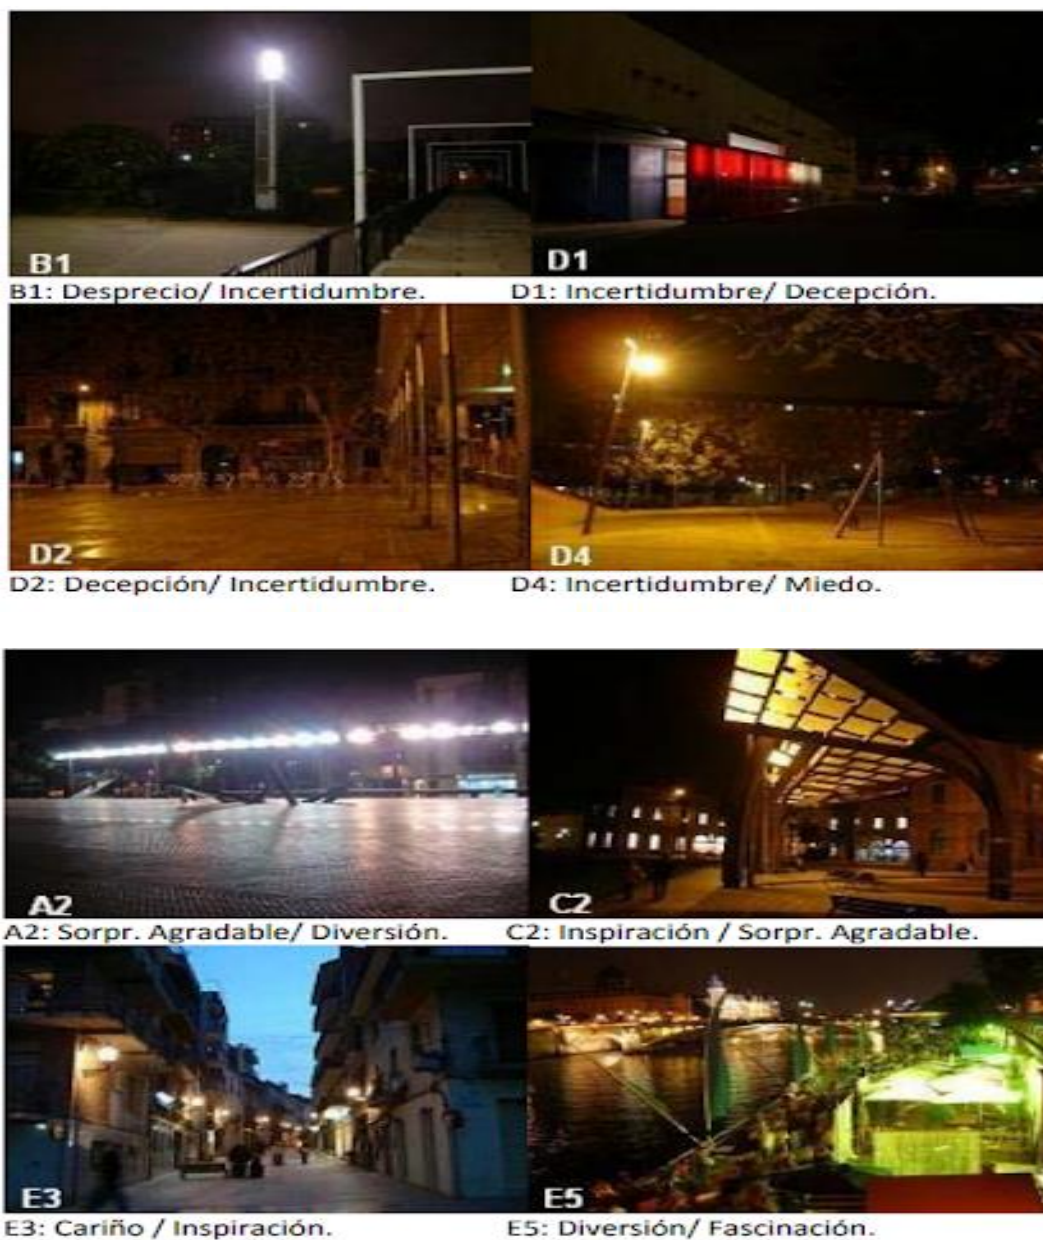 B1 D1
B1: Desprecio/ Incertidumbre. D1: Incertidumbre/ Decepción.
D2 D4
D2: Decepción/ Incertidumbre. D4: Incertidumbre/ Miedo.
A2 C2
A2: Sorpr. Agradable/ Diversión. C2: Inspiración / Sorpr. Agradable.
E3 E5
E3: Cariño / Inspiración. E5: Diversión/ Fascinación.